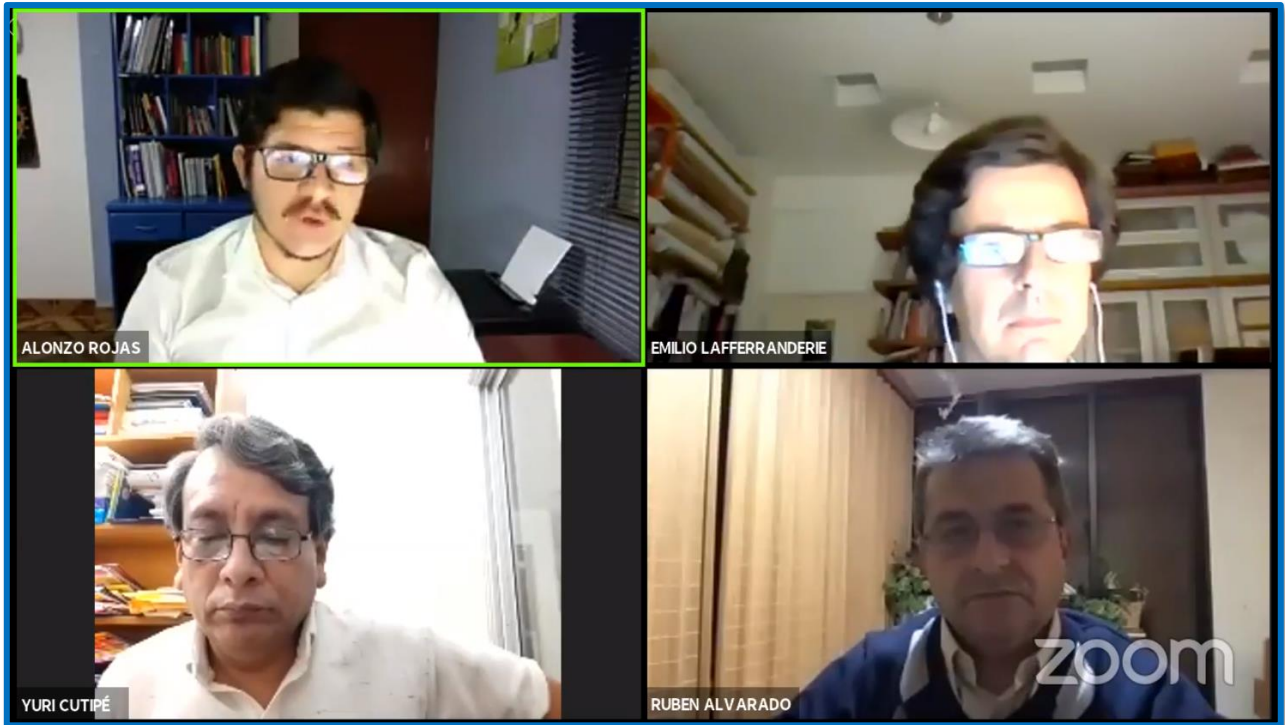 ALONZO ROJAS
EMILIO LAFFERRANDERIE
YURI CUTIPÉ
RUBEN ALVARADO
zoom